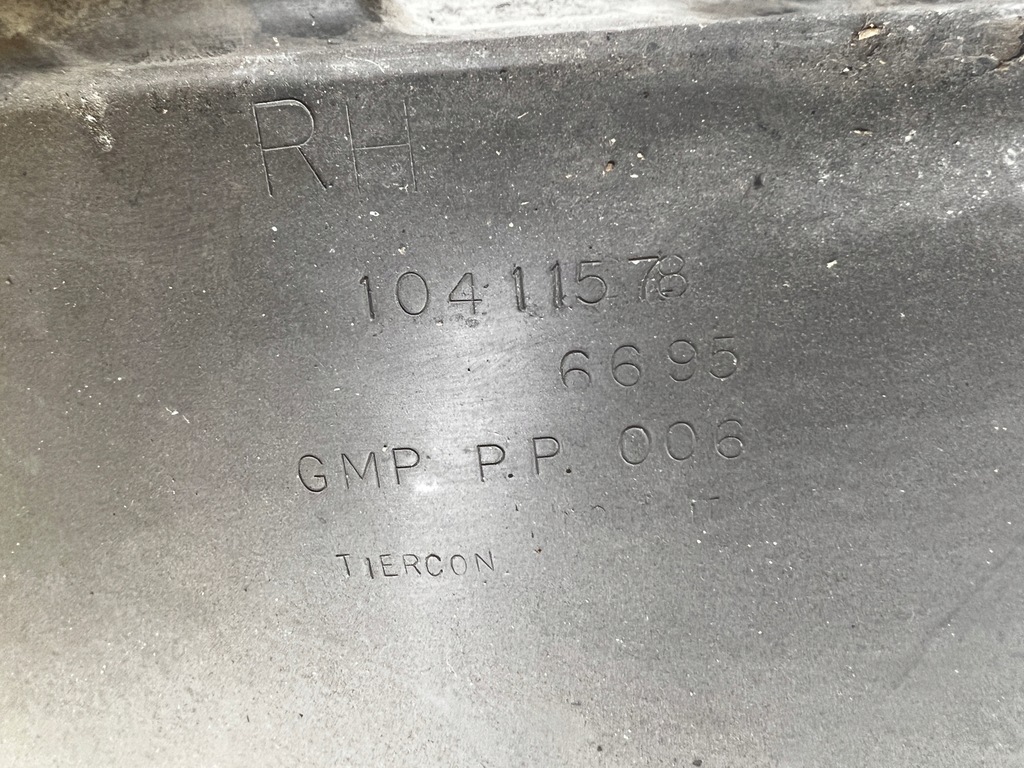 RH
10411578
6695
GMP P.P. 006
TIERCON